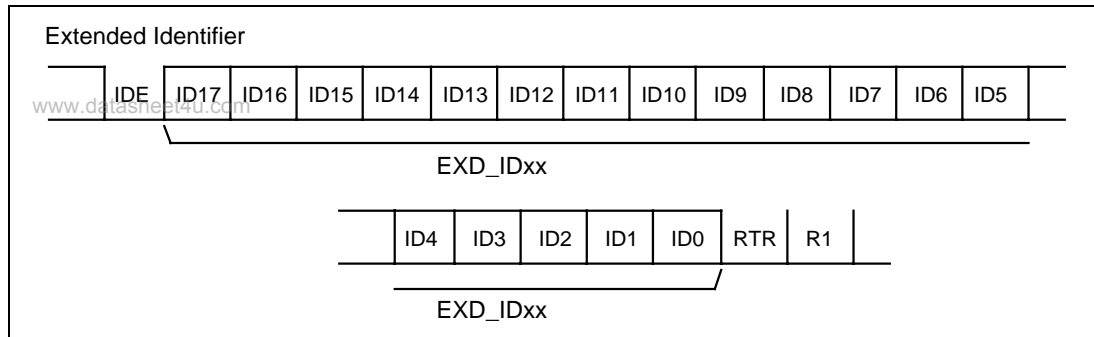 Extended Identifier
IDE ID17 ID16 ID15 ID14 ID13 ID12 ID11 ID10 ID9 ID8 ID7 ID6 ID5
www.datasheet4u.com
EXD_IDxx
ID4 ID3 ID2 ID1 ID0 RTR R1
EXD_IDxx